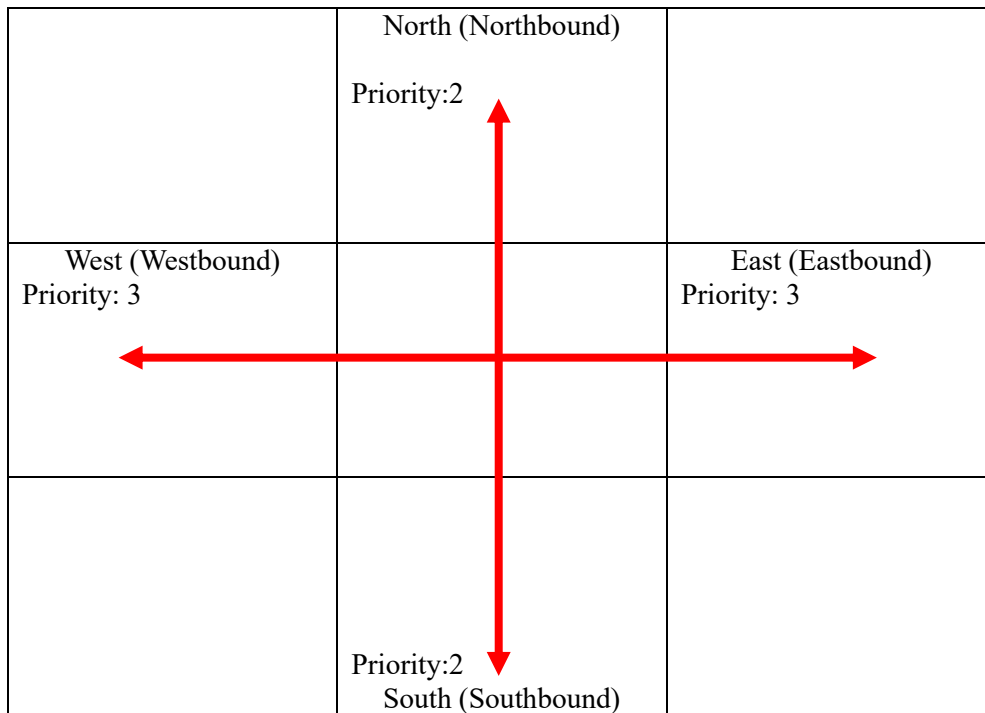 North (Northbound)
Priority:2
West (Westbound)
Priority: 3
East (Eastbound)
Priority: 3
Priority:2
South (Southbound)